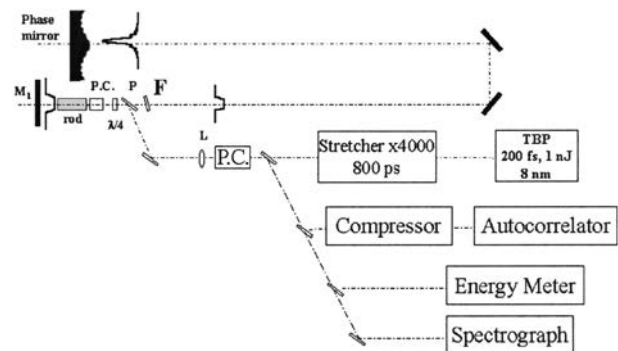 Phase
mirror
M1
rod
P.C.
λ/4
P
F
L
P.C.
Stretcher x4000
800 ps
TBP
200 fs, 1 nJ
8 nm
Compressor
Autocorrelator
Energy Meter
Spectrograph